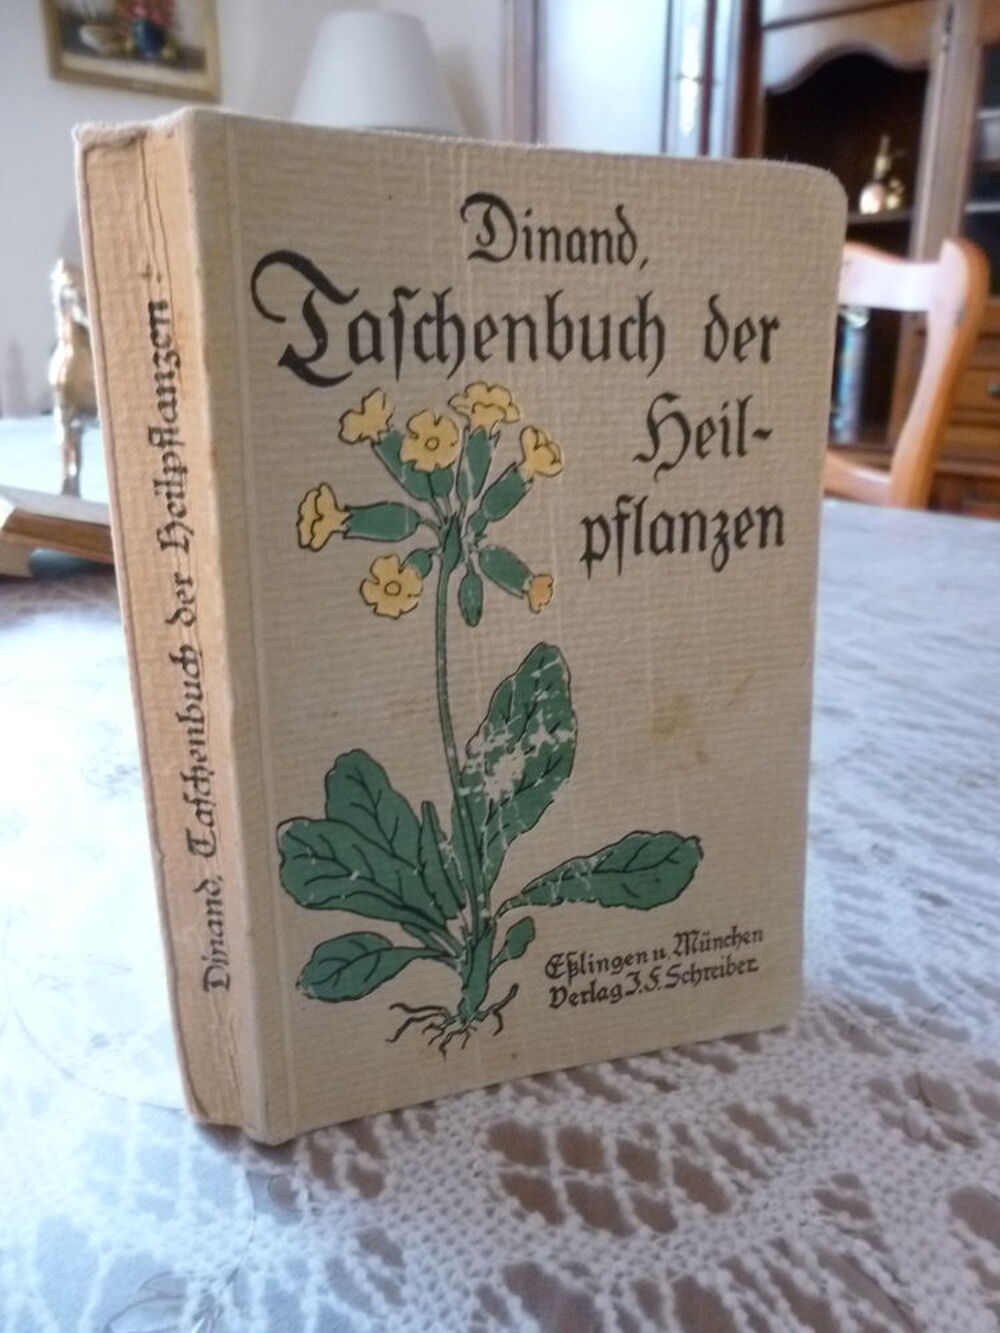 Dinand,
Taschenbuch der
Heil-
pflanzen
Eßlingen u. München
Verlag J. F. Schreiber
Dinand, Taschenbuch der Heilpflanzen